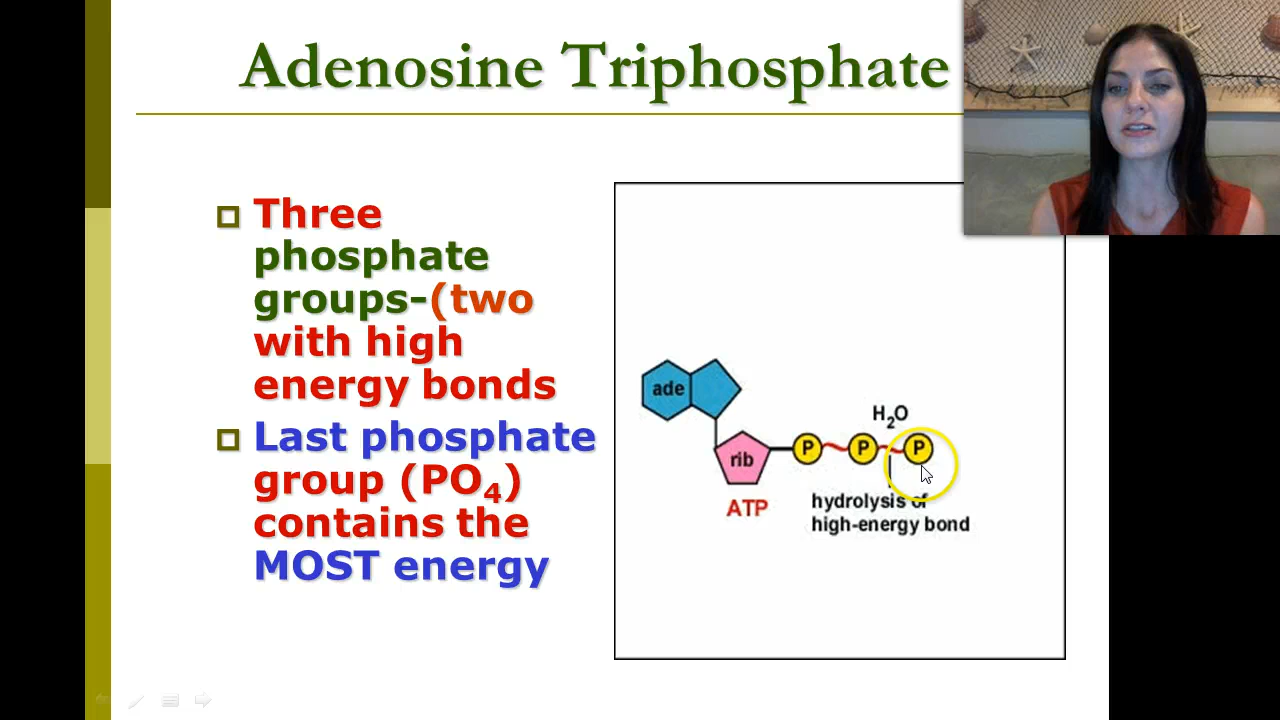 Adenosine Triphosphate
Three
phosphate
groups-(two
with high
energy bonds
Last phosphate
group (PO₄)
contains the
MOST energy
ade
rib
P
P
P
H₂O
ATP
hydrolysis of
high-energy bond